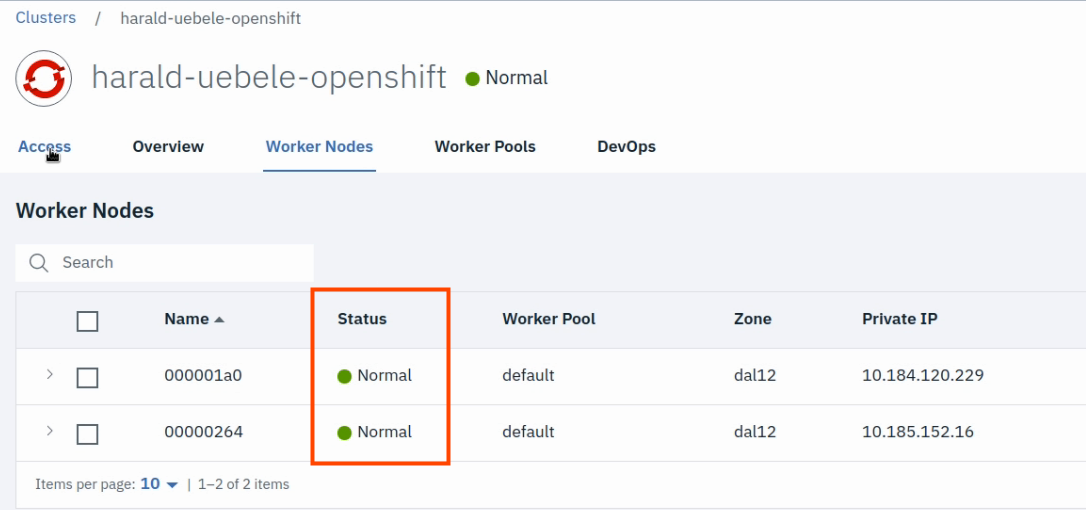 Clusters / harald-uebele-openshift
harald-uebele-openshift Normal
Access Overview Worker Nodes Worker Pools DevOps
Worker Nodes
Search
Name Status Worker Pool Zone Private IP
000001a0 Normal default dal12 10.184.120.229
00000264 Normal default dal12 10.185.152.16
Items per page: 10 | 1–2 of 2 items